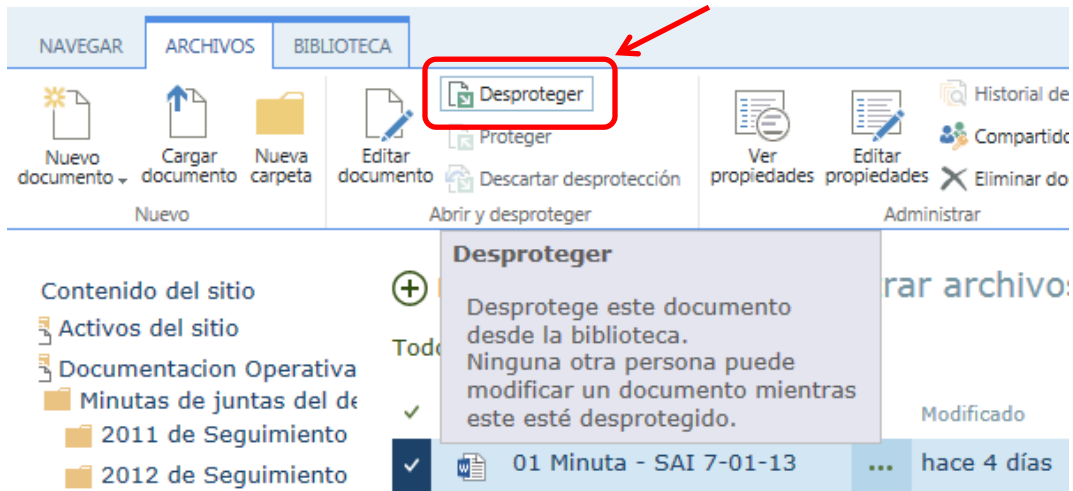 NAVEGAR ARCHIVOS BIBLIOTECA
Desproteger
Proteger
Descartar desprotección
Nuevo
documento
Cargar
documento
Nueva
carpeta
Editar
documento
Ver
propiedades
Editar
propiedades
Historial de
Compartido
Eliminar do
Nuevo
Abrir y desproteger
Administrar
Desproteger
Desprotege este documento
desde la biblioteca.
Ninguna otra persona puede
modificar un documento mientras
este esté desprotegido.
Contenido del sitio
Activos del sitio
Documentacion Operativa
Minutas de juntas del de
2011 de Seguimiento
2012 de Seguimiento
rar archivos
Todo
Modificado
01 Minuta - SAI 7-01-13 ... hace 4 días